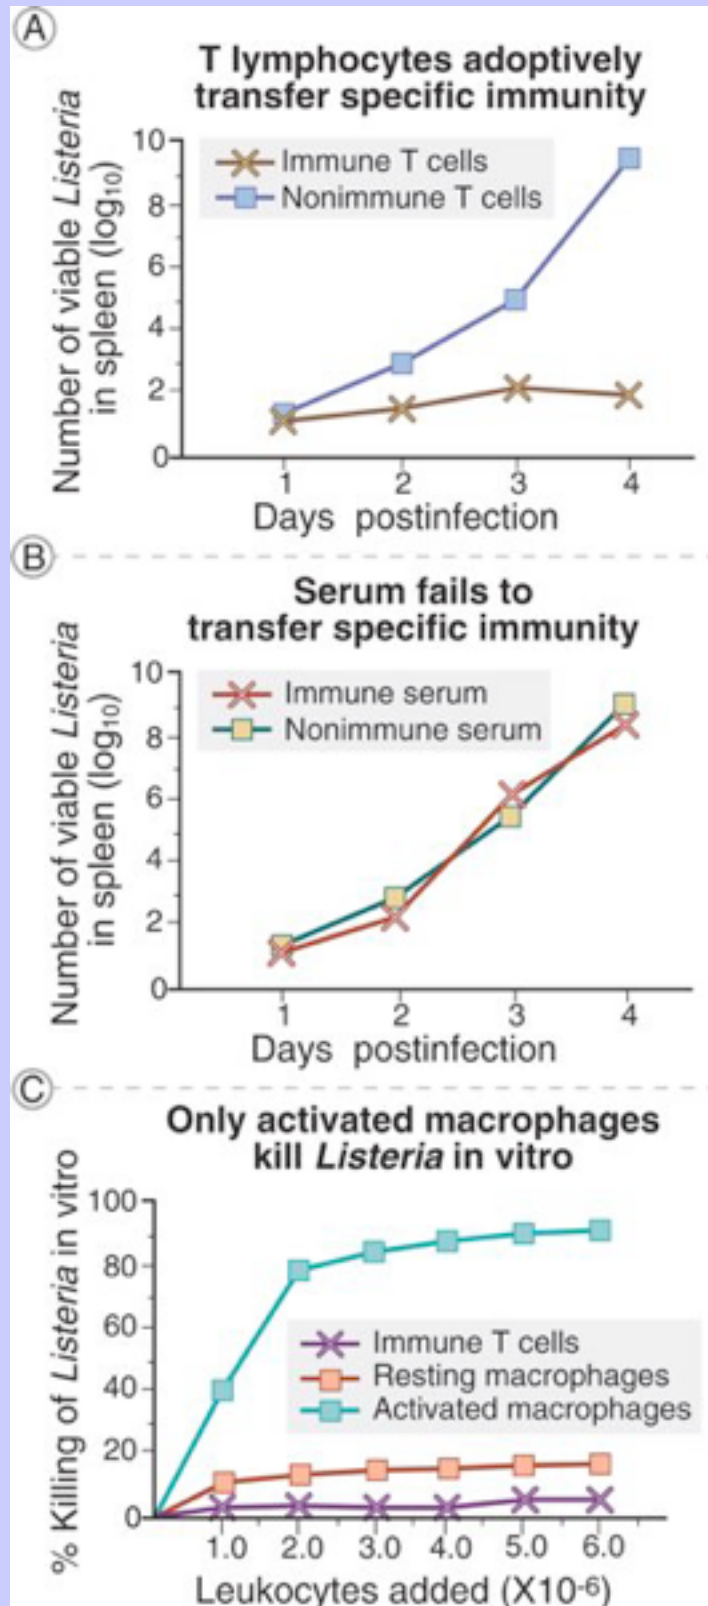 A
T lymphocytes adoptively
transfer specific immunity
Number of viable Listeria
in spleen (log10)
10
8
6
4
2
0
Immune T cells
Nonimmune T cells
1 2 3 4
Days postinfection
B
Serum fails to
transfer specific immunity
Number of viable Listeria
in spleen (log10)
10
8
6
4
2
0
Immune serum
Nonimmune serum
1 2 3 4
Days postinfection
C
Only activated macrophages
kill Listeria in vitro
% Killing of Listeria in vitro
100
80
60
40
20
0
Immune T cells
Resting macrophages
Activated macrophages
1.0 2.0 3.0 4.0 5.0 6.0
Leukocytes added (X10-6)